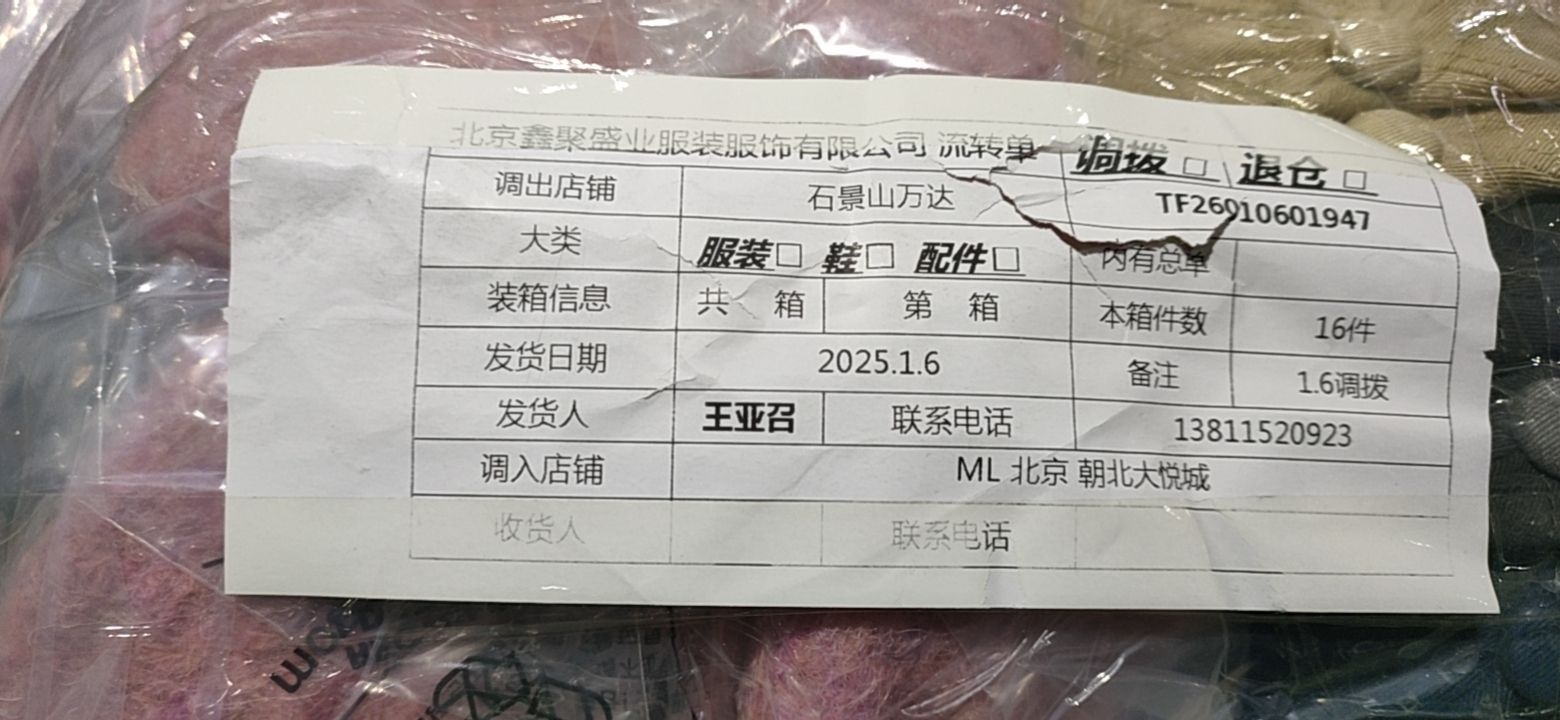 北京鑫聚盛业服装服饰有限公司 流转单 调拨□ 退仓□
调出店铺 石景山万达 TF26010601947
大类 服装□ 鞋□ 配件□ 内有总单
装箱信息 共 箱 第 箱 本箱件数 16件
发货日期 2025.1.6 备注 1.6调拨
发货人 王亚召 联系电话 13811520923
调入店铺 ML 北京 朝北大悦城
收货人 联系电话